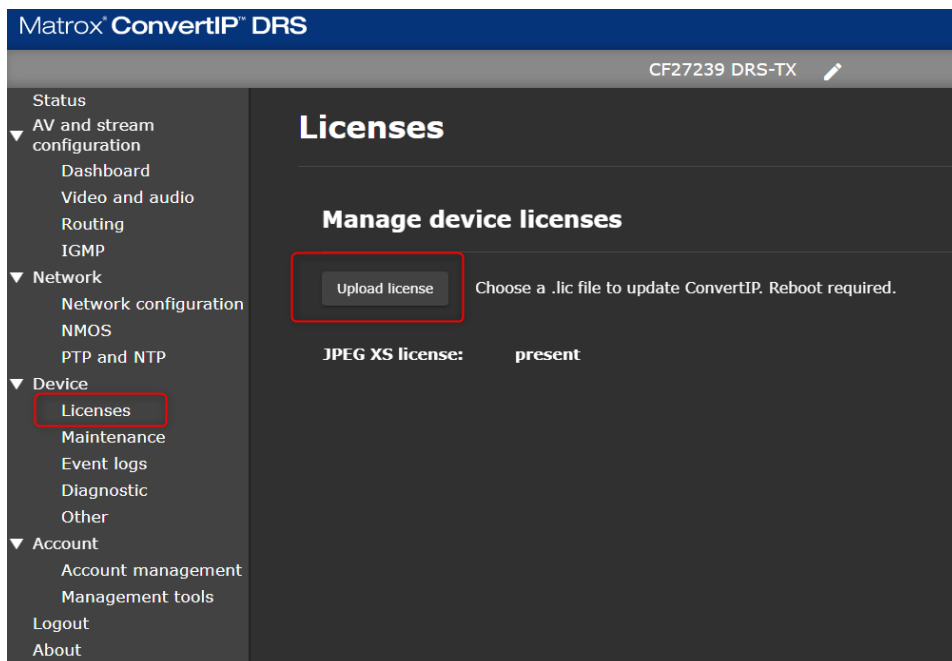 Matrox® ConvertIP™ DRS
CF27239 DRS-TX
Status
AV and stream
configuration
Dashboard
Video and audio
Routing
IGMP
Network
Network configuration
NMOS
PTP and NTP
Device
Licenses
Maintenance
Event logs
Diagnostic
Other
Account
Account management
Management tools
Logout
About
Licenses
Manage device licenses
Upload license
Choose a .lic file to update ConvertIP. Reboot required.
JPEG XS license: present